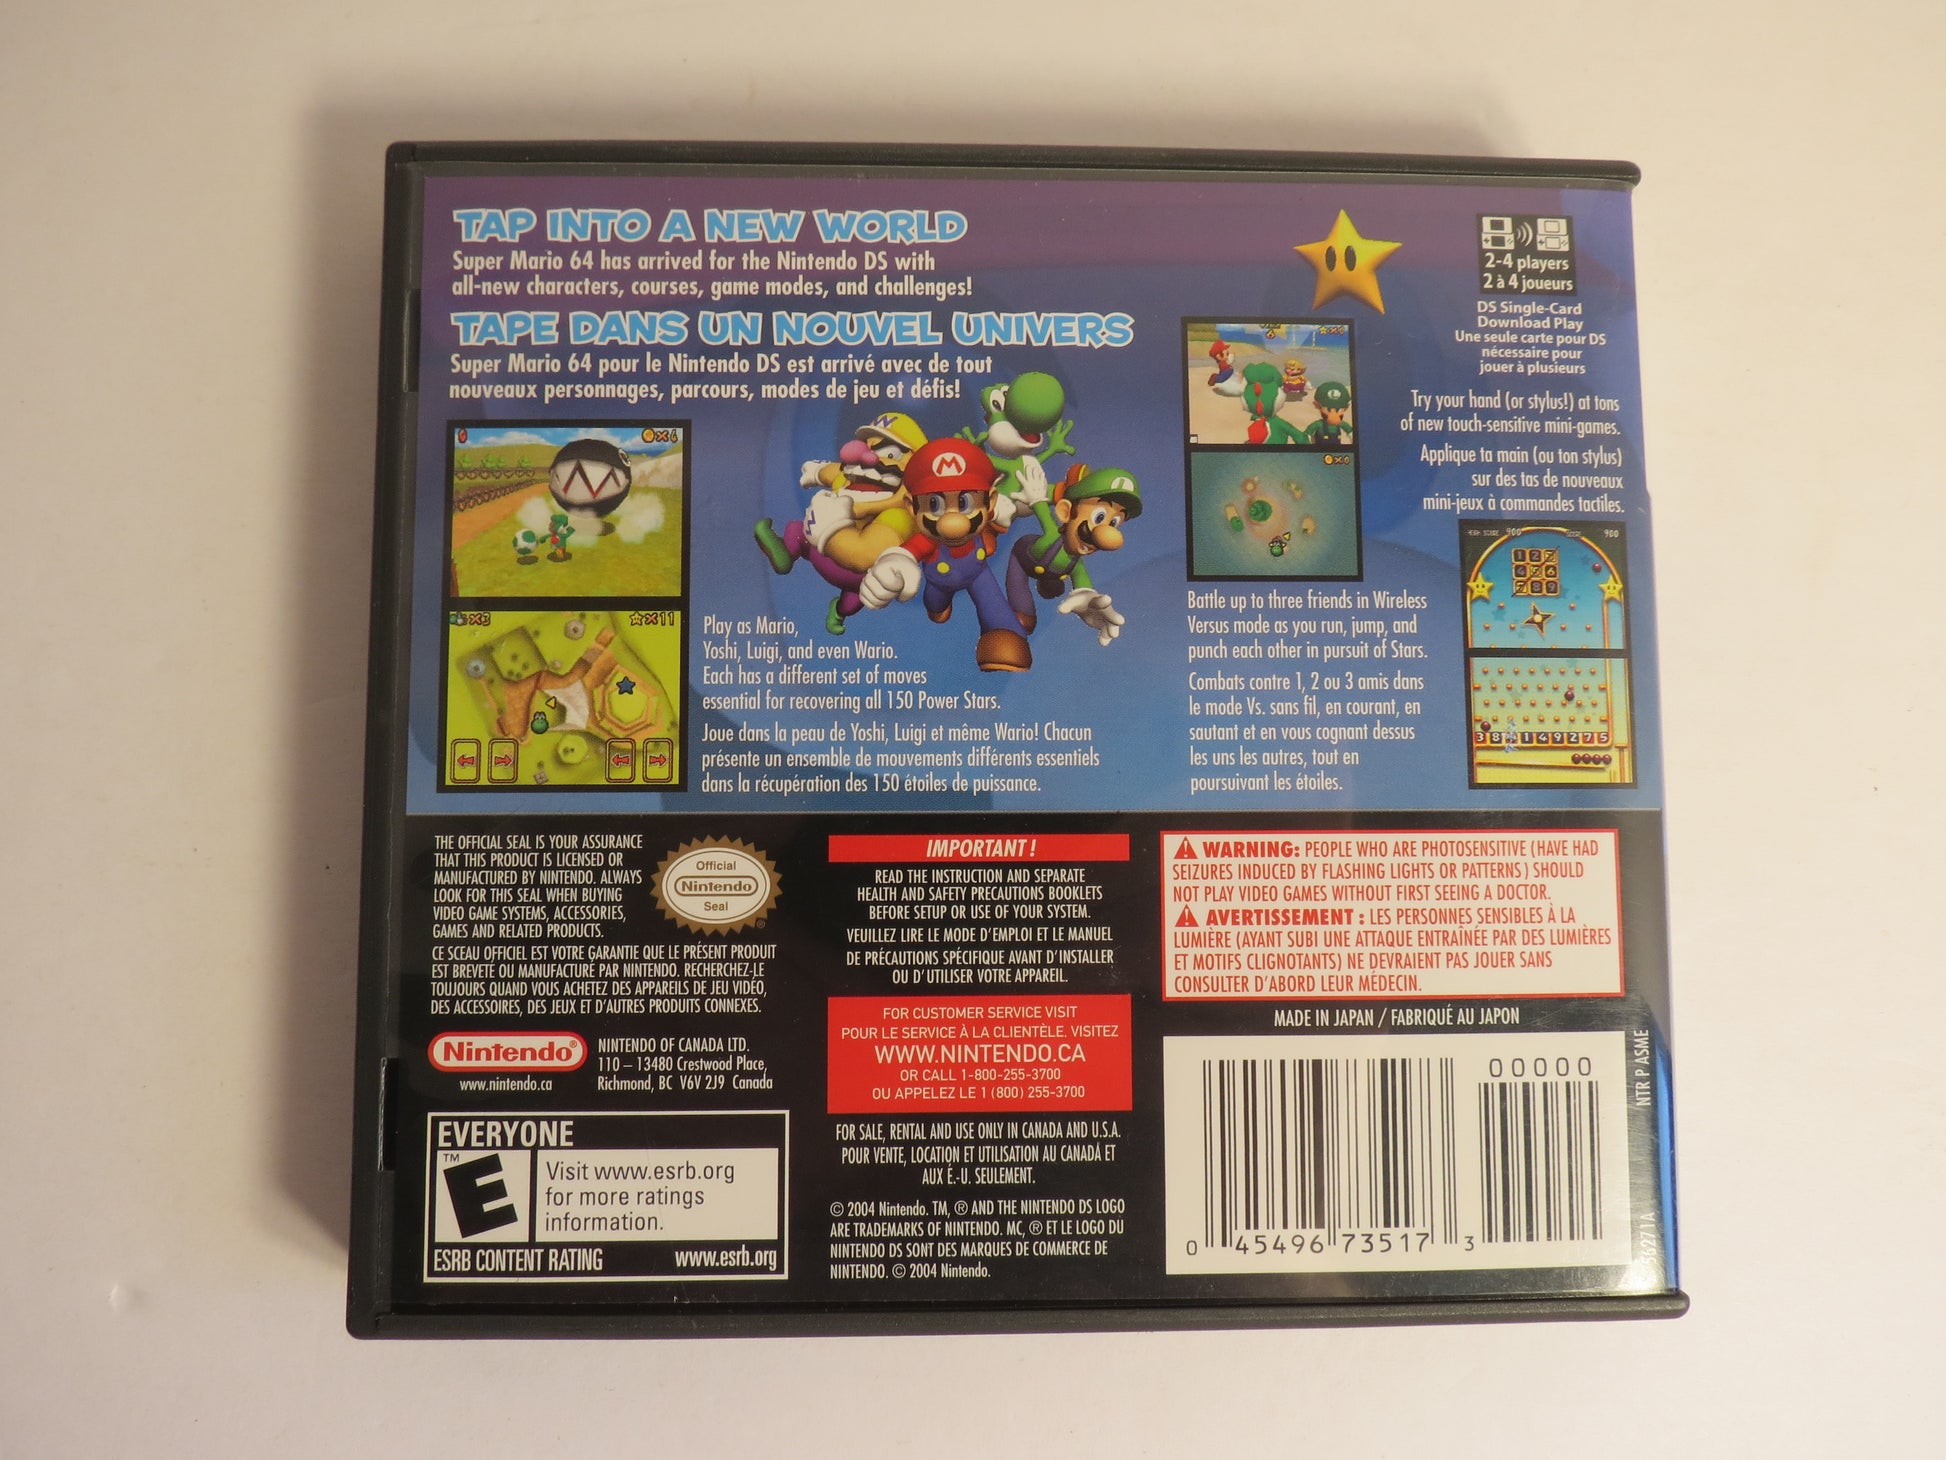 TAP INTO A NEW WORLD
Super Mario 64 has arrived for the Nintendo DS with
all-new characters, courses, game modes, and challenges!
TAPE DANS UN NOUVEL UNIVERS
Super Mario 64 pour le Nintendo DS est arrivé avec de tout
nouveaux personnages, parcours, modes de jeu et défis!
2-4 players
2 à 4 joueurs
DS Single-Card
Download Play
Une seule carte pour DS
nécessaire pour
jouer à plusieurs
Try your hand (or stylus!) at tons
of new touch-sensitive mini-games.
Applique ta main (ou ton stylus)
sur des tas de nouveaux
mini-jeux à commandes tactiles.
×6
×3
×11
×0
900
SCORE 900
1 2
4 5 6
8 9
1 4 9 2 7 5
Play as Mario,
Yoshi, Luigi, and even Wario.
Each has a different set of moves
essential for recovering all 150 Power Stars.
Joue dans la peau de Yoshi, Luigi et même Wario! Chacun
présente un ensemble de mouvements différents essentiels
dans la récupération des 150 étoiles de puissance.
Battle up to three friends in Wireless
Versus mode as you run, jump, and
punch each other in pursuit of Stars.
Combats contre 1, 2 ou 3 amis dans
le mode Vs. sans fil, en courant, en
sautant et en vous cognant dessus
les uns les autres, tout en
poursuivant les étoiles.
THE OFFICIAL SEAL IS YOUR ASSURANCE
THAT THIS PRODUCT IS LICENSED OR
MANUFACTURED BY NINTENDO. ALWAYS
LOOK FOR THIS SEAL WHEN BUYING
VIDEO GAME SYSTEMS, ACCESSORIES,
GAMES AND RELATED PRODUCTS.
Official
Nintendo
Seal
®
CE SCEAU OFFICIEL EST VOTRE GARANTIE QUE LE PRÉSENT PRODUIT
EST BREVETÉ OU MANUFACTURÉ PAR NINTENDO. RECHERCHEZ-LE
TOUJOURS QUAND VOUS ACHETEZ DES APPAREILS DE JEU VIDÉO,
DES ACCESSOIRES, DES JEUX ET D'AUTRES PRODUITS CONNEXES.
Nintendo®
www.nintendo.ca
NINTENDO OF CANADA LTD.
110 – 13480 Crestwood Place,
Richmond, BC V6V 2J9 Canada
EVERYONE
™
E
Visit www.esrb.org
for more ratings
information.
ESRB CONTENT RATING www.esrb.org
IMPORTANT !
READ THE INSTRUCTION AND SEPARATE
HEALTH AND SAFETY PRECAUTIONS BOOKLETS
BEFORE SETUP OR USE OF YOUR SYSTEM.
VEUILLEZ LIRE LE MODE D'EMPLOI ET LE MANUEL
DE PRÉCAUTIONS SPÉCIFIQUE AVANT D'INSTALLER
OU D'UTILISER VOTRE APPAREIL.
FOR CUSTOMER SERVICE VISIT
POUR LE SERVICE À LA CLIENTÈLE, VISITEZ
WWW.NINTENDO.CA
OR CALL 1-800-255-3700
OU APPELEZ LE 1 (800) 255-3700
FOR SALE, RENTAL AND USE ONLY IN CANADA AND U.S.A.
POUR VENTE, LOCATION ET UTILISATION AU CANADA ET
AUX É.-U. SEULEMENT.
© 2004 Nintendo. TM, ® AND THE NINTENDO DS LOGO
ARE TRADEMARKS OF NINTENDO. MC, ® ET LE LOGO DU
NINTENDO DS SONT DES MARQUES DE COMMERCE DE
NINTENDO. © 2004 Nintendo.
WARNING: PEOPLE WHO ARE PHOTOSENSITIVE (HAVE HAD
SEIZURES INDUCED BY FLASHING LIGHTS OR PATTERNS) SHOULD
NOT PLAY VIDEO GAMES WITHOUT FIRST SEEING A DOCTOR.
AVERTISSEMENT : LES PERSONNES SENSIBLES À LA
LUMIÈRE (AYANT SUBI UNE ATTAQUE ENTRAÎNÉE PAR DES LUMIÈRES
ET MOTIFS CLIGNOTANTS) NE DEVRAIENT PAS JOUER SANS
CONSULTER D'ABORD LEUR MÉDECIN.
MADE IN JAPAN / FABRIQUÉ AU JAPON
00000
0 45496 73517 3
NTR P ASME
56271A